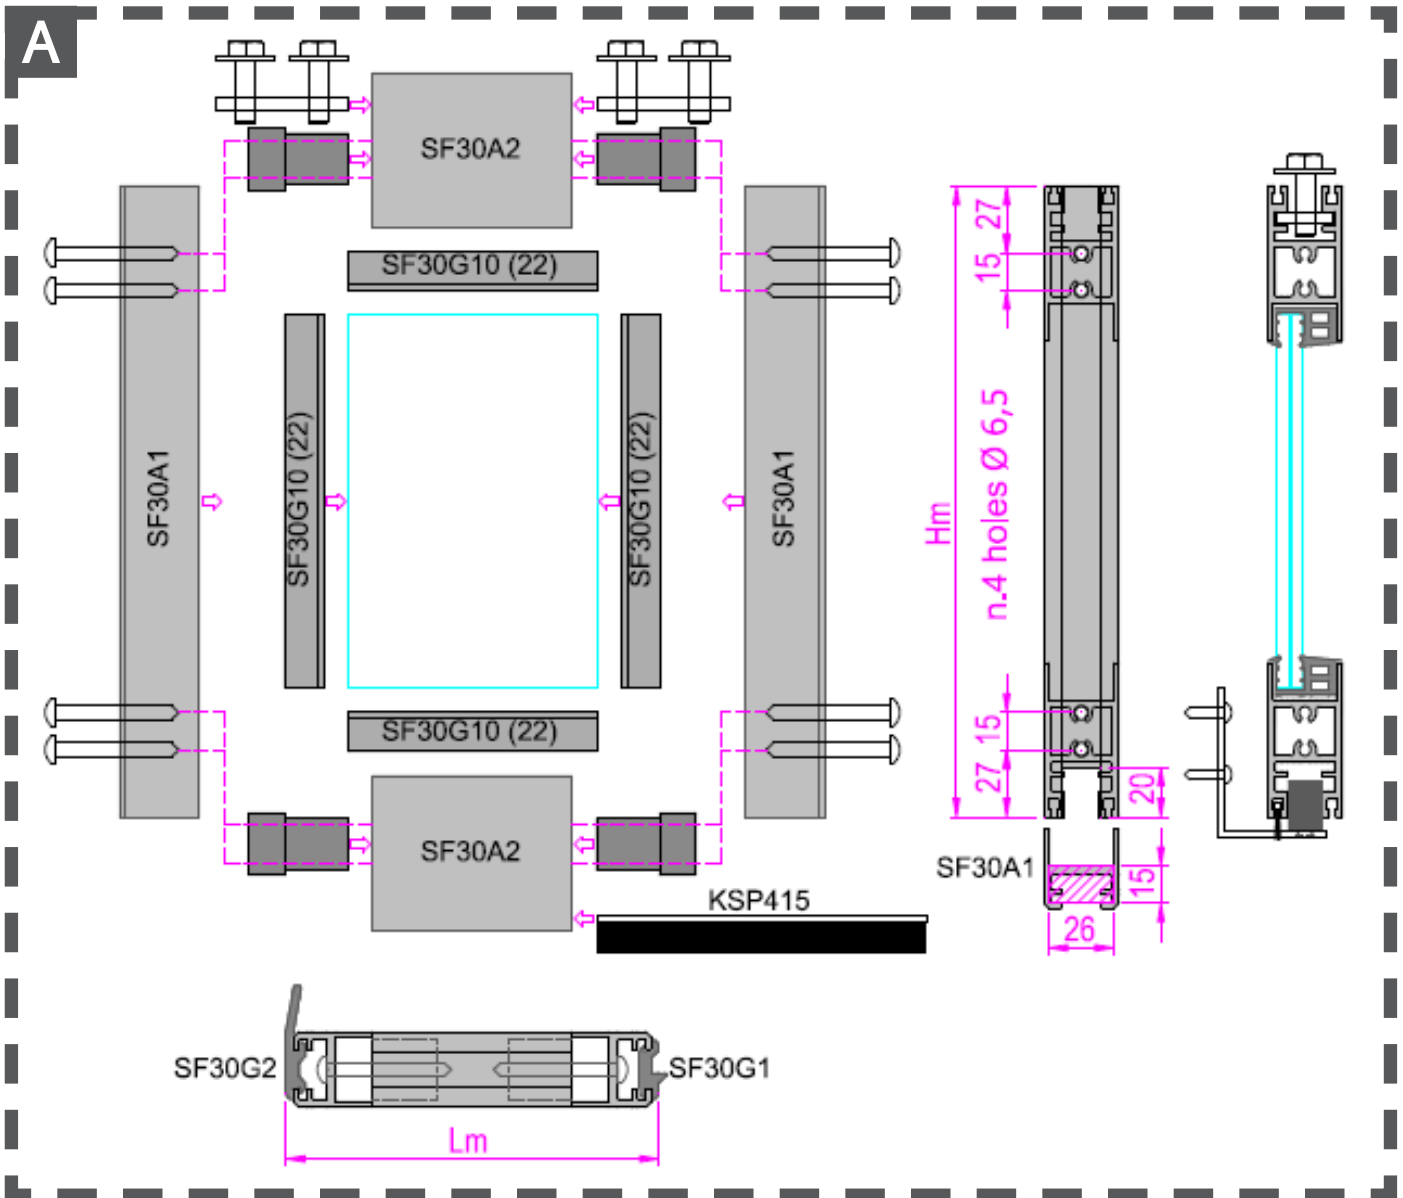 A
SF30A2
SF30G10 (22)
SF30A1
SF30G10 (22)
SF30G10 (22)
SF30A1
SF30G10 (22)
SF30A2
KSP415
27
15
Hm
n.4 holes Ø 6,5
15
27
20
SF30A1
15
26
SF30G2
SF30G1
Lm